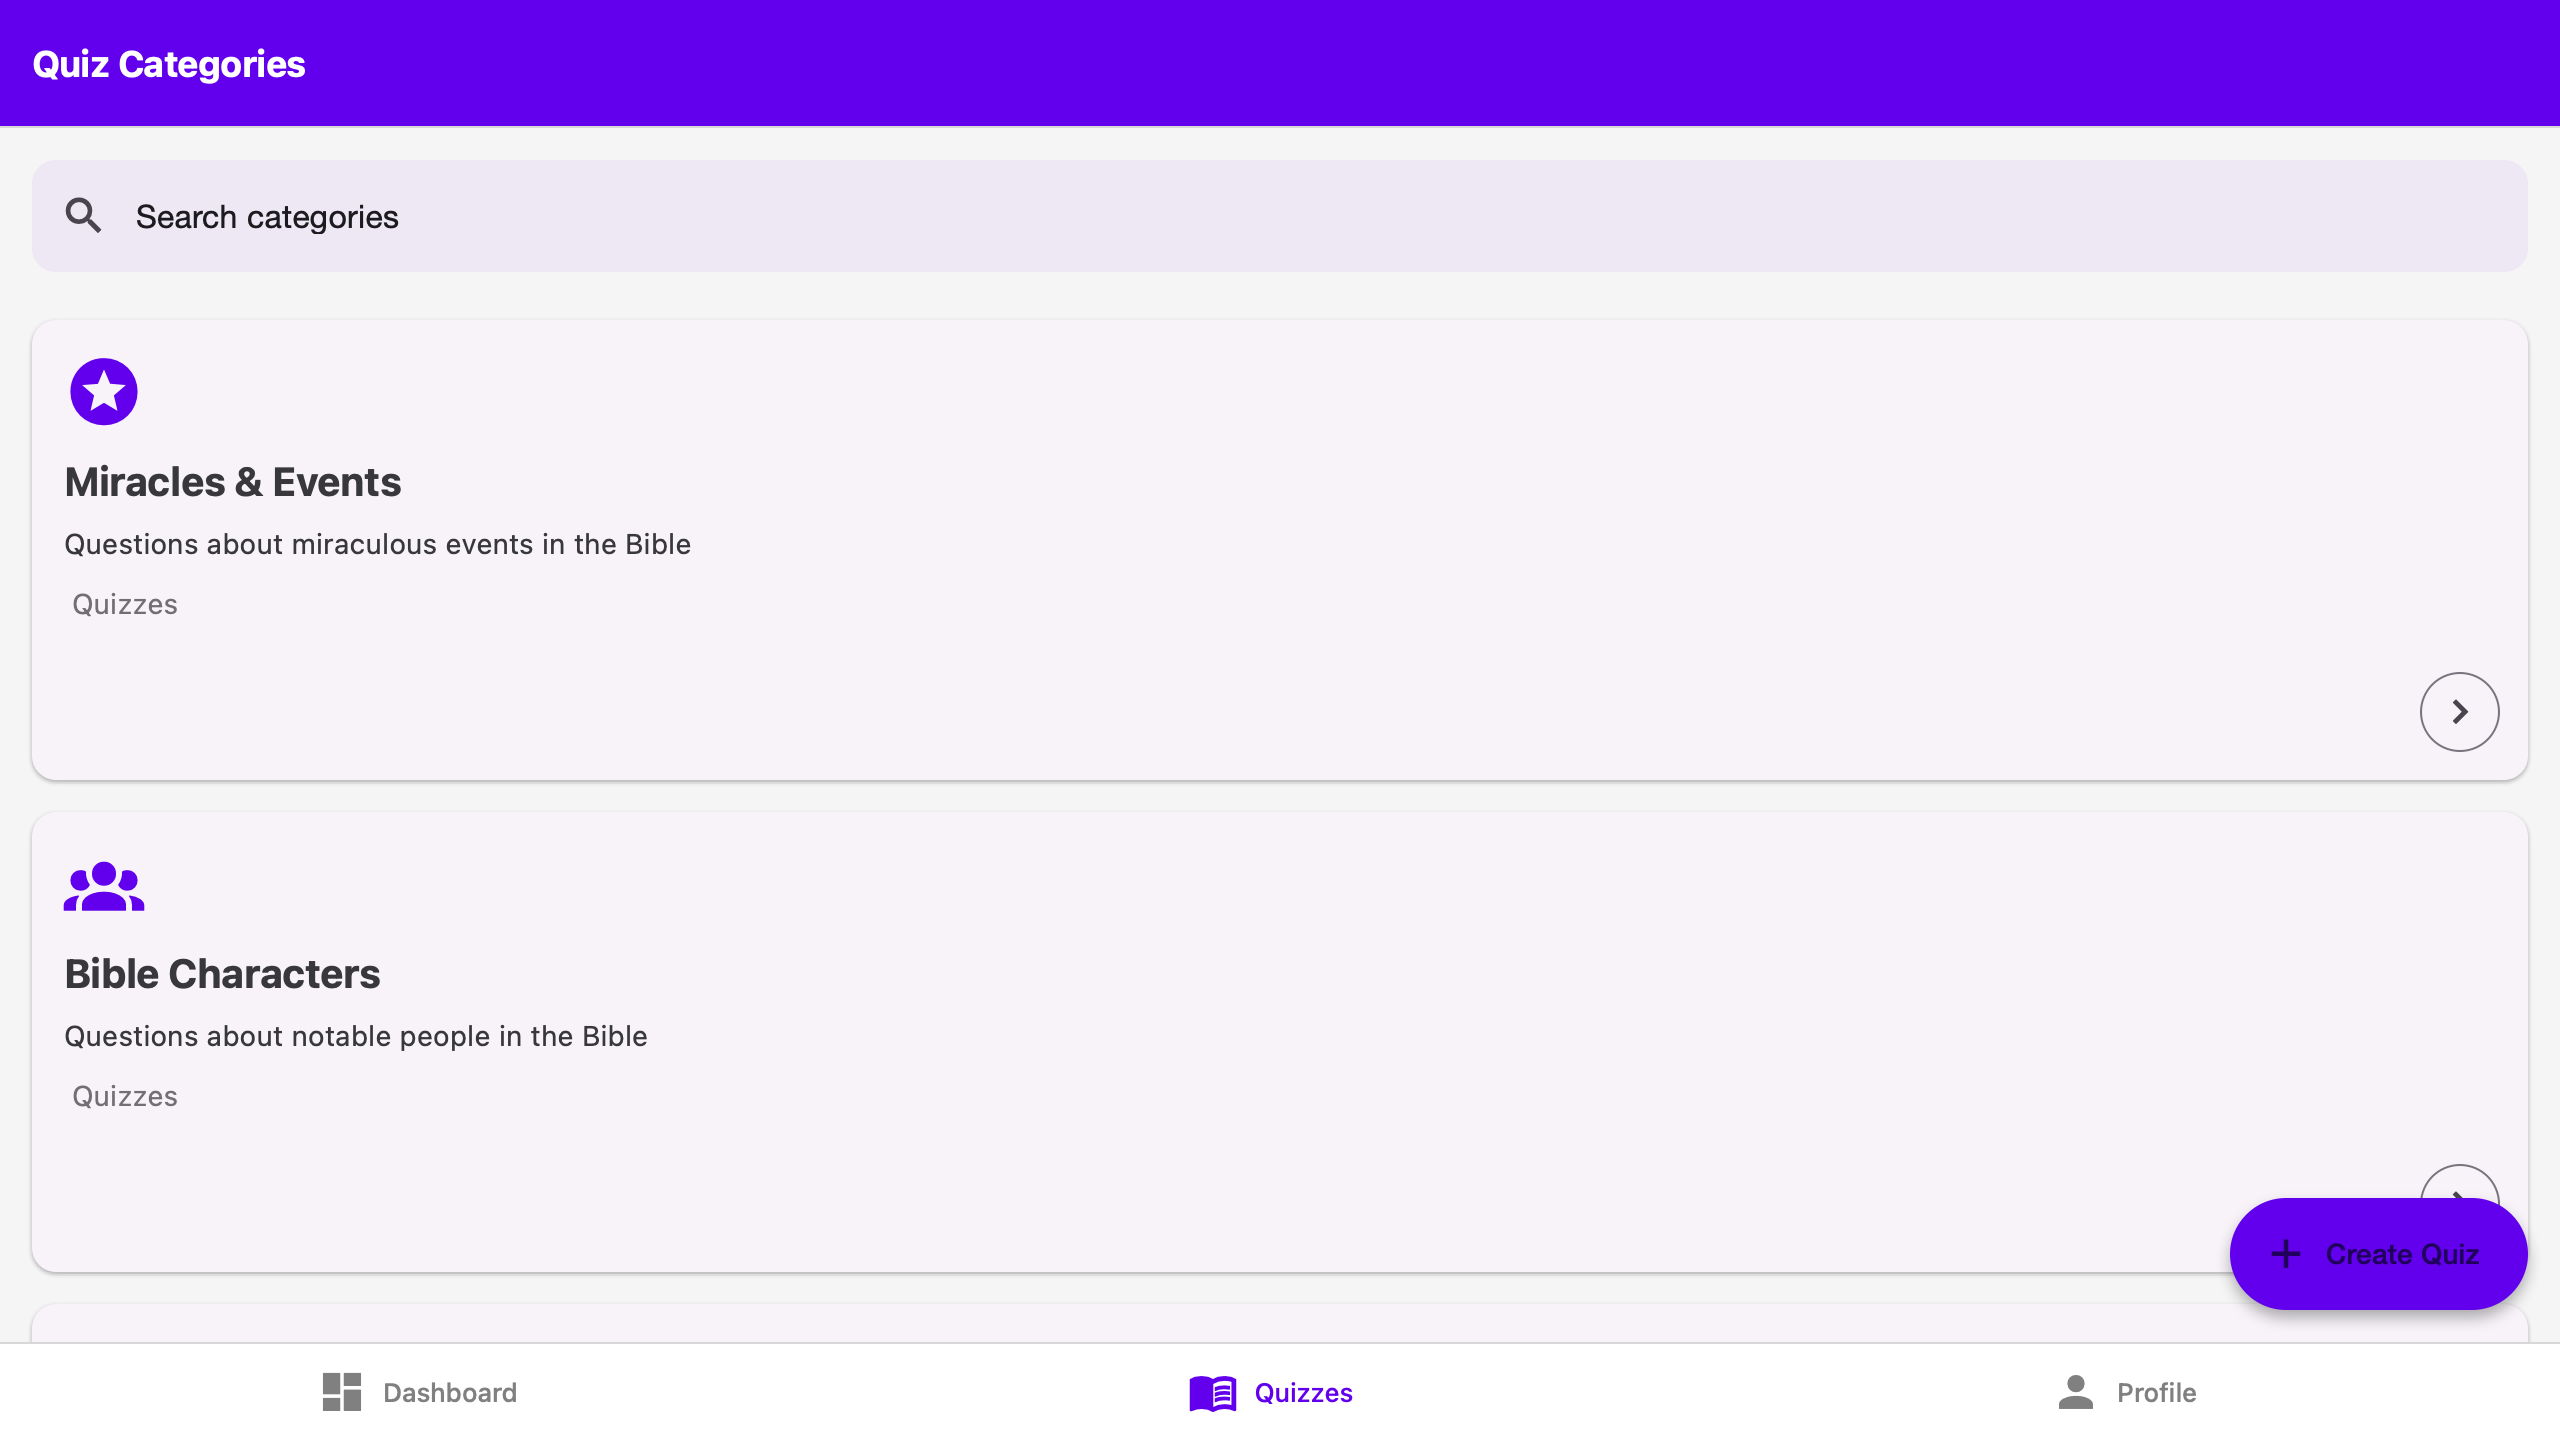 Quiz Categories
Search categories
Miracles & Events
Questions about miraculous events in the Bible
Quizzes
Bible Characters
Questions about notable people in the Bible
Quizzes
Create Quiz
Dashboard
Quizzes
Profile